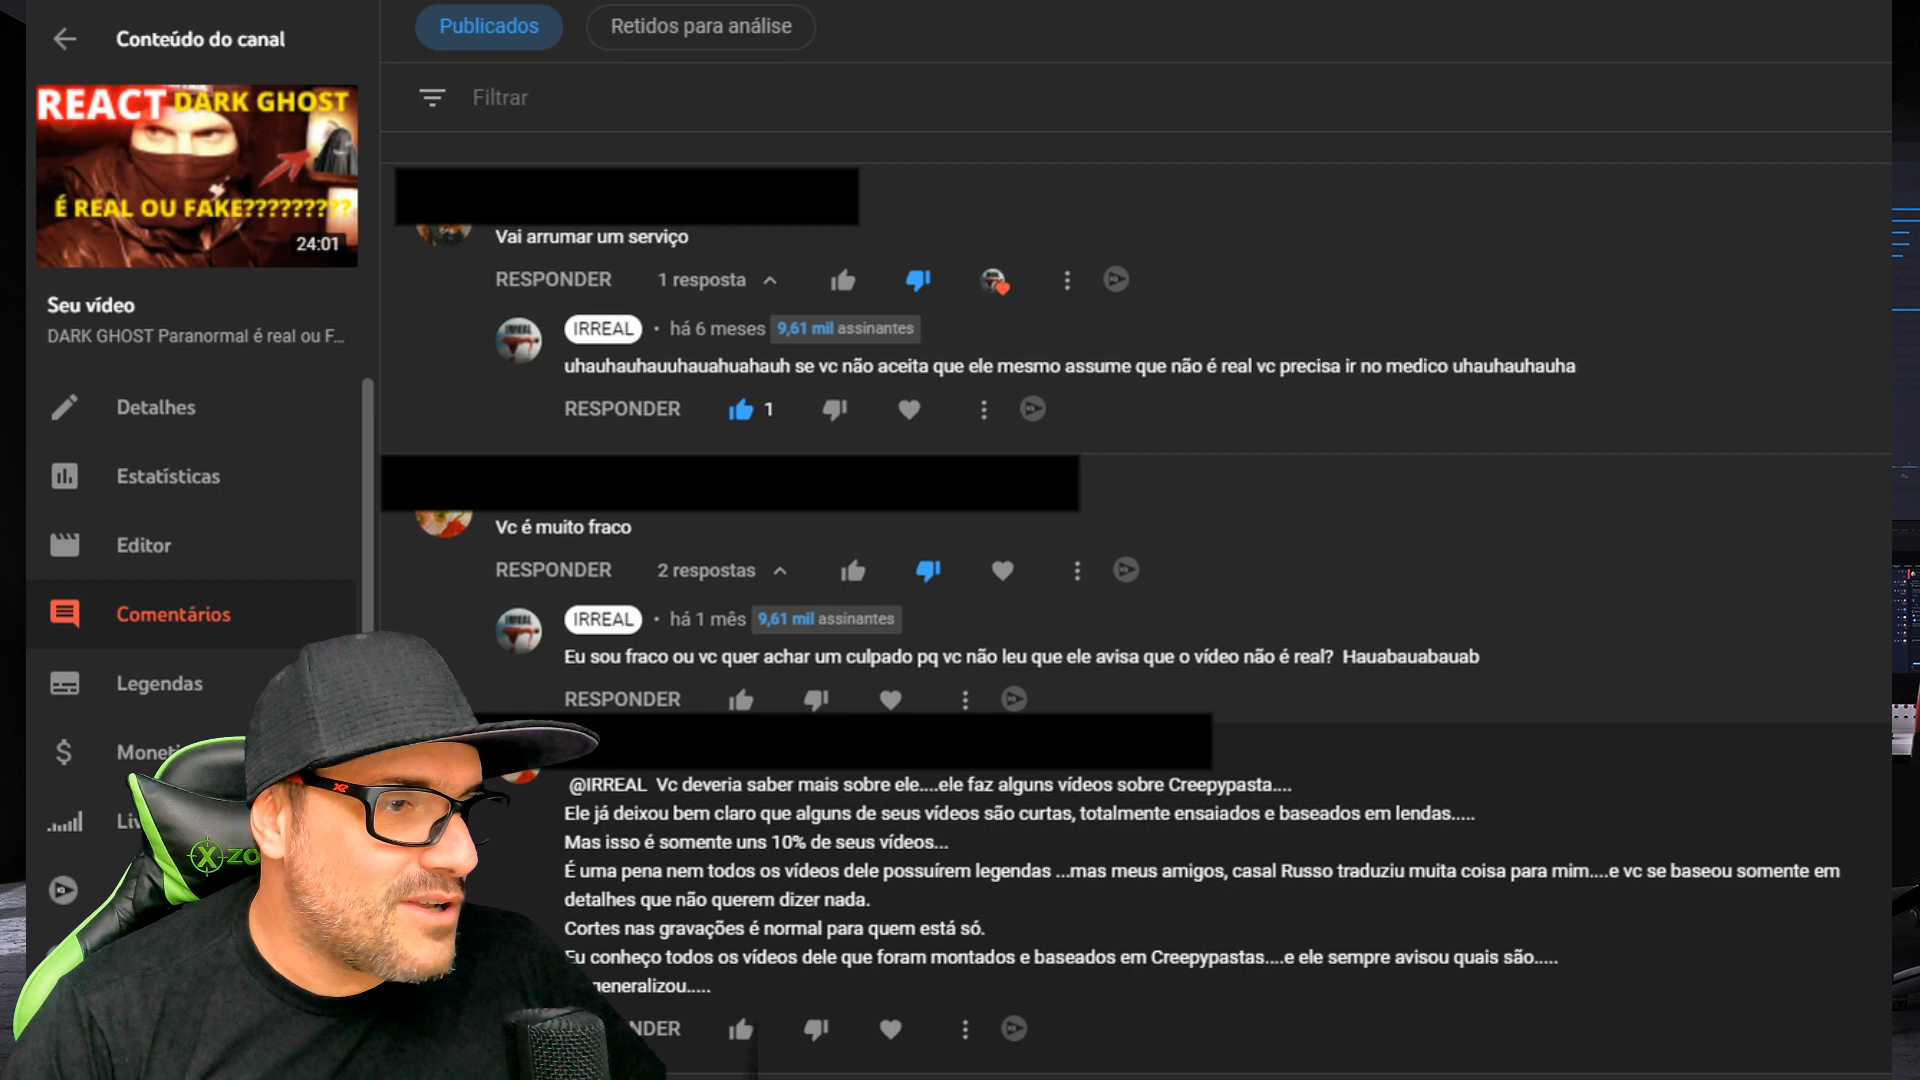 Conteúdo do canal
REACT DARK GHOST
É REAL OU FAKE????????
24:01
Seu vídeo
DARK GHOST Paranormal é real ou F...
Detalhes
Estatísticas
Editor
Comentários
Legendas
Moneti
Liv
Publicados
Retidos para análise
Filtrar
Vai arrumar um serviço
RESPONDER 1 resposta
IRREAL • há 6 meses 9,61 mil assinantes
uhauhauhauuhauahuahauh se vc não aceita que ele mesmo assume que não é real vc precisa ir no medico uhauhauhauha
RESPONDER 1
Vc é muito fraco
RESPONDER 2 respostas
IRREAL • há 1 mês 9,61 mil assinantes
Eu sou fraco ou vc quer achar um culpado pq vc não leu que ele avisa que o vídeo não é real? Hauabauabauab
RESPONDER
@IRREAL Vc deveria saber mais sobre ele....ele faz alguns vídeos sobre Creepypasta....
Ele já deixou bem claro que alguns de seus vídeos são curtas, totalmente ensaiados e baseados em lendas.....
Mas isso é somente uns 10% de seus vídeos...
É uma pena nem todos os vídeos dele possuírem legendas ...mas meus amigos, casal Russo traduziu muita coisa para mim....e vc se baseou somente em
detalhes que não querem dizer nada.
Cortes nas gravações é normal para quem está só.
Eu conheço todos os vídeos dele que foram montados e baseados em Creepypastas....e ele sempre avisou quais são.....
generalizou.....
NDER
X-ZO